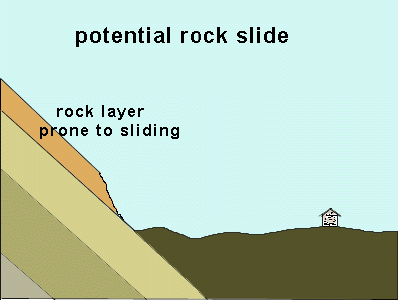 potential rock slide
rock layer
prone to sliding